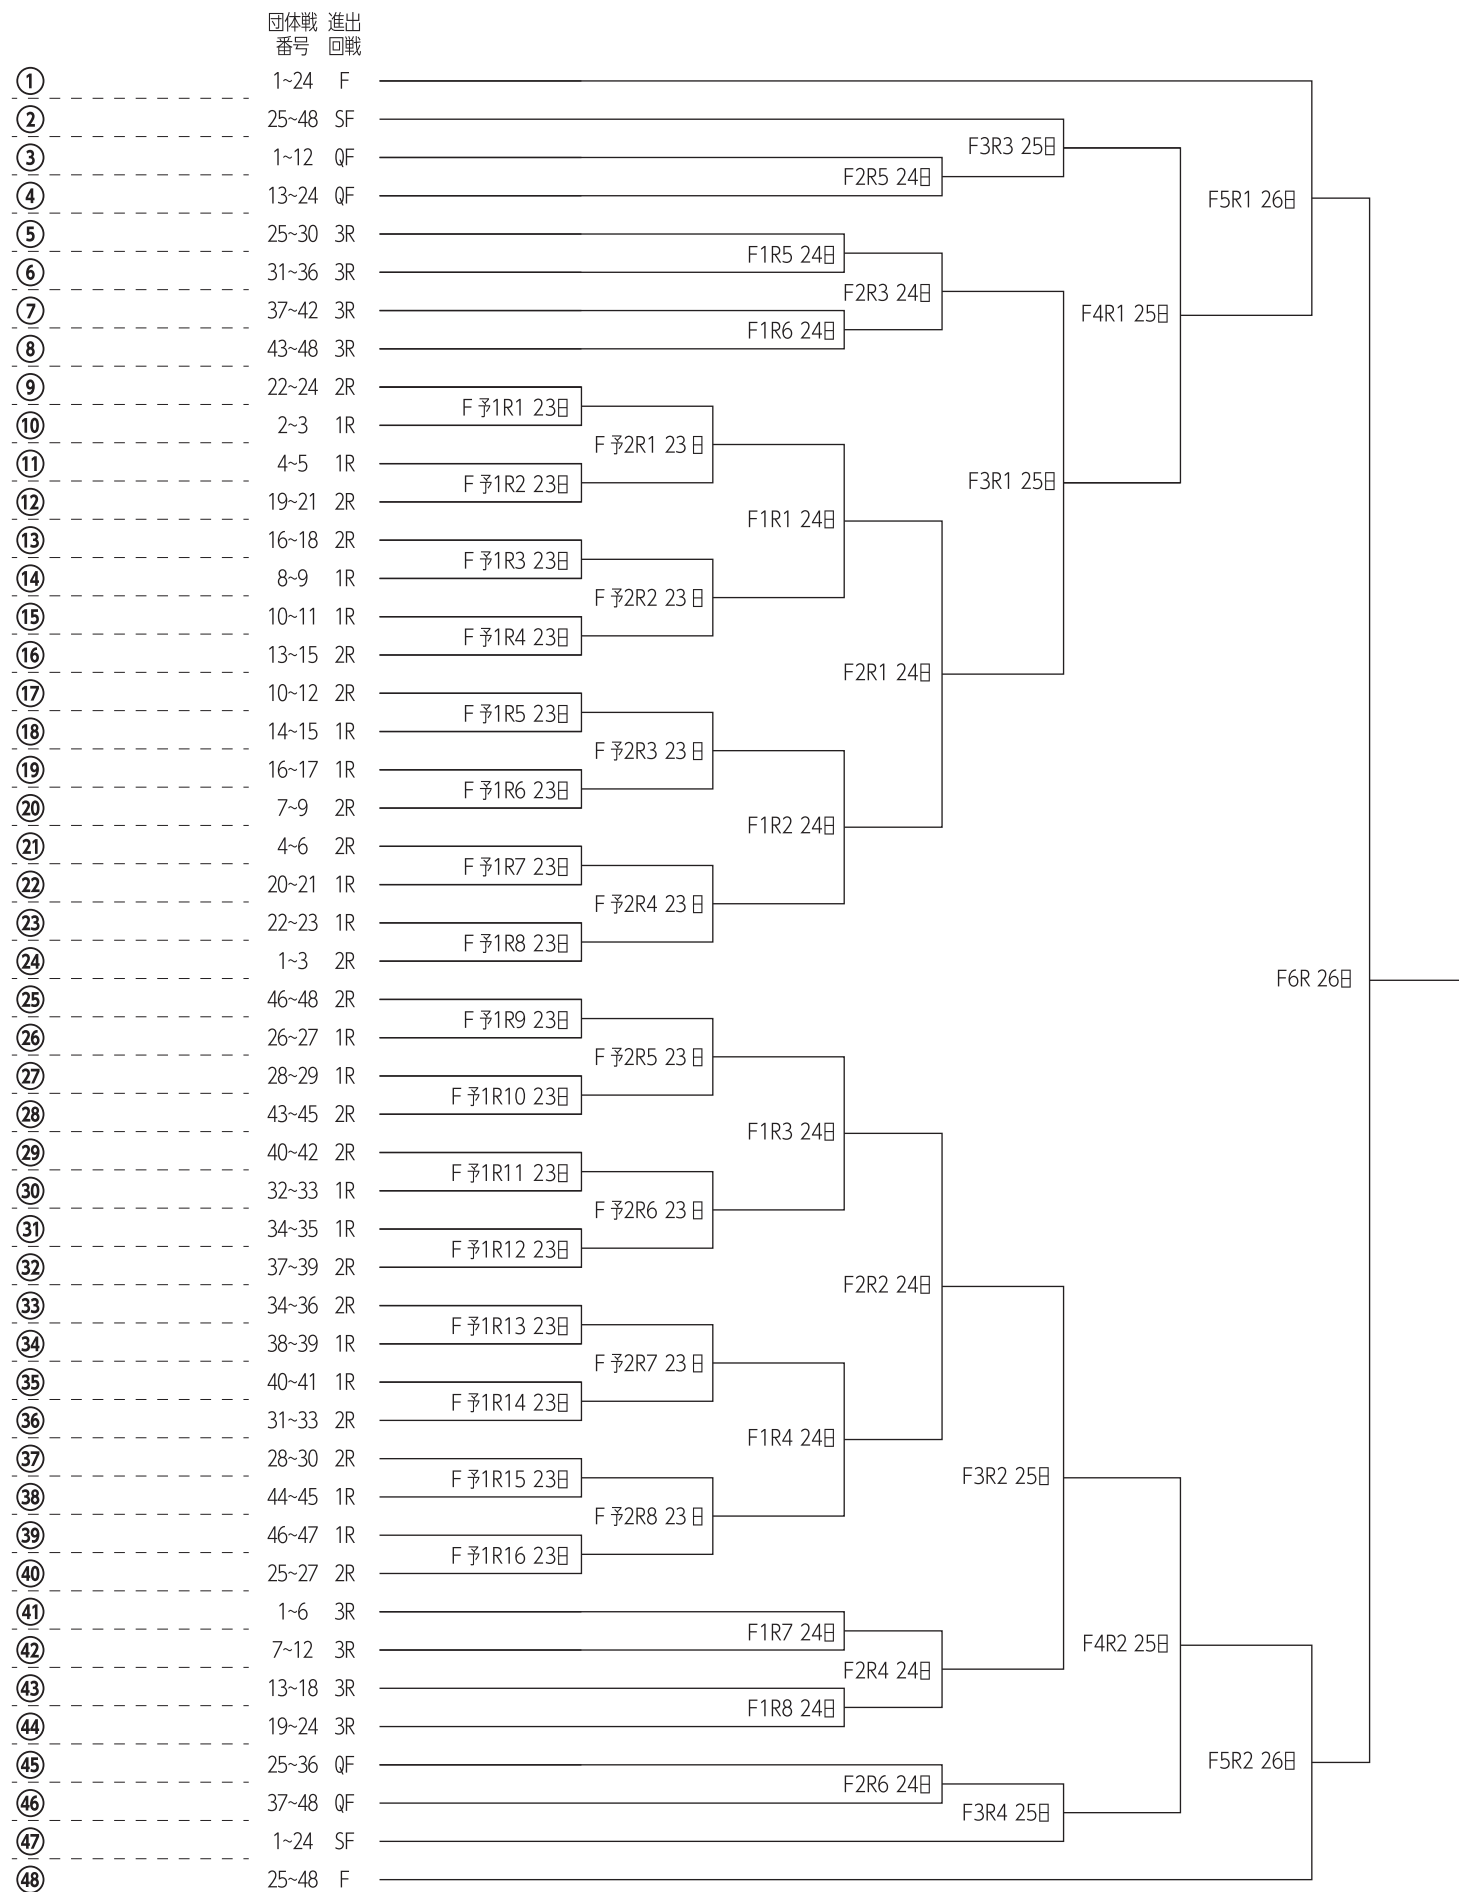 団体戦 進出
番号 回戦
① 1~24 F
② 25~48 SF
F3R3 25日
③ 1~12 QF
F2R5 24日
④ 13~24 QF
F5R1 26日
⑤ 25~30 3R
F1R5 24日
⑥ 31~36 3R
F2R3 24日
⑦ 37~42 3R
F4R1 25日
F1R6 24日
⑧ 43~48 3R
⑨ 22~24 2R
F予1R1 23日
⑩ 2~3 1R
F予2R1 23日
⑪ 4~5 1R
F予1R2 23日
F3R1 25日
⑫ 19~21 2R
F1R1 24日
⑬ 16~18 2R
F予1R3 23日
⑭ 8~9 1R
F予2R2 23日
⑮ 10~11 1R
F予1R4 23日
⑯ 13~15 2R
F2R1 24日
⑰ 10~12 2R
F予1R5 23日
⑱ 14~15 1R
F予2R3 23日
⑲ 16~17 1R
F予1R6 23日
⑳ 7~9 2R
F1R2 24日
㉑ 4~6 2R
F予1R7 23日
㉒ 20~21 1R
F予2R4 23日
㉓ 22~23 1R
F予1R8 23日
㉔ 1~3 2R
F6R 26日
㉕ 46~48 2R
F予1R9 23日
㉖ 26~27 1R
F予2R5 23日
㉗ 28~29 1R
F予1R10 23日
㉘ 43~45 2R
F1R3 24日
㉙ 40~42 2R
F予1R11 23日
㉚ 32~33 1R
F予2R6 23日
㉛ 34~35 1R
F予1R12 23日
㉜ 37~39 2R
F2R2 24日
㉝ 34~36 2R
F予1R13 23日
㉞ 38~39 1R
F予2R7 23日
㉟ 40~41 1R
F予1R14 23日
㊱ 31~33 2R
F1R4 24日
㊲ 28~30 2R
F3R2 25日
F予1R15 23日
㊳ 44~45 1R
F予2R8 23日
㊴ 46~47 1R
F予1R16 23日
㊵ 25~27 2R
㊶ 1~6 3R
F1R7 24日
F4R2 25日
㊷ 7~12 3R
F2R4 24日
㊸ 13~18 3R
F1R8 24日
㊹ 19~24 3R
F5R2 26日
㊺ 25~36 QF
F2R6 24日
㊻ 37~48 QF
F3R4 25日
㊼ 1~24 SF
㊽ 25~48 F